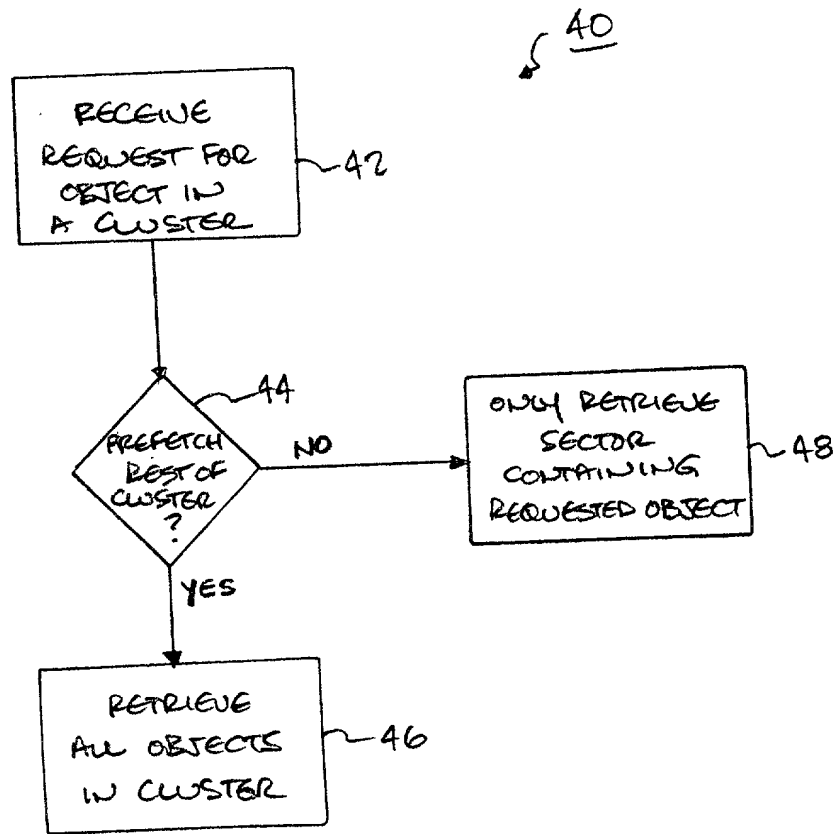 40
RECEIVE
REQUEST FOR
OBJECT IN
A CLUSTER
42
44
PREFETCH
REST OF
CLUSTER
?
NO
ONLY RETRIEVE
SECTOR
CONTAINING
REQUESTED OBJECT
48
YES
RETRIEVE
ALL OBJECTS
IN CLUSTER
46